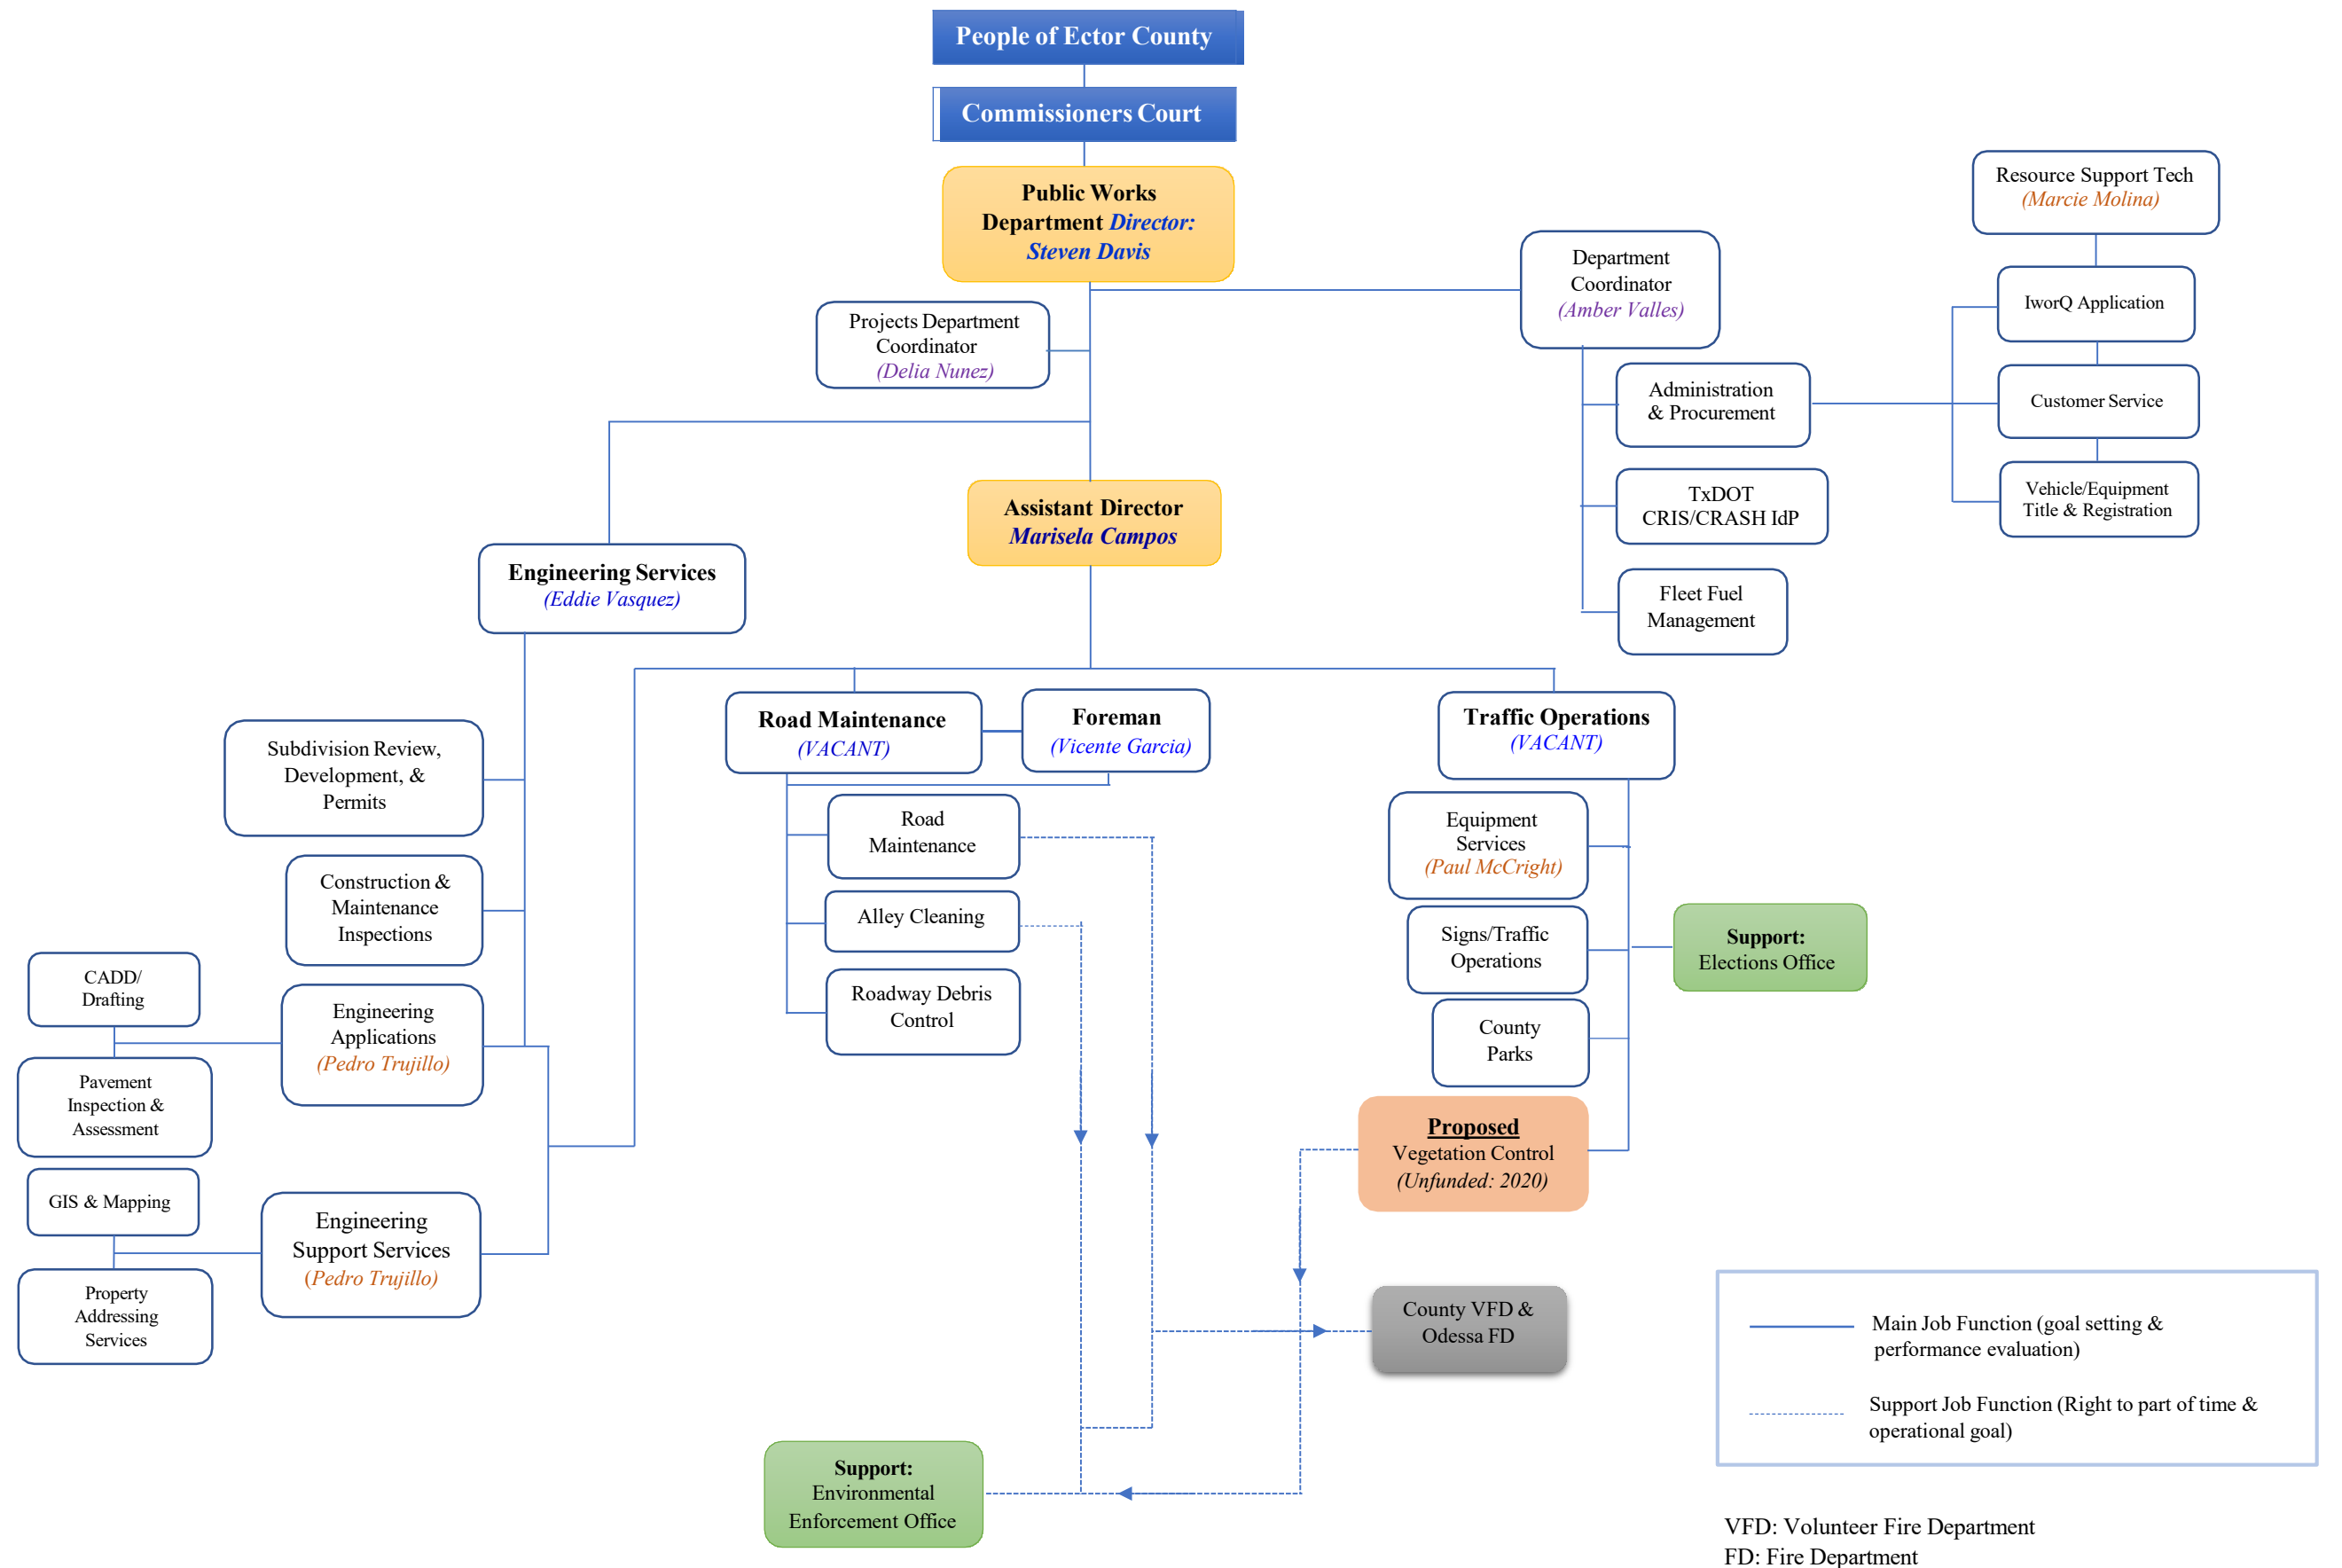 People of Ector County
Commissioners Court
Public Works
Department Director:
Steven Davis
Resource Support Tech
(Marcie Molina)
Department
Coordinator
(Amber Valles)
IworQ Application
Projects Department
Coordinator
(Delia Nunez)
Administration
& Procurement
Customer Service
TxDOT
CRIS/CRASH IdP
Vehicle/Equipment
Title & Registration
Assistant Director
Marisela Campos
Engineering Services
(Eddie Vasquez)
Fleet Fuel
Management
Road Maintenance
(VACANT)
Foreman
(Vicente Garcia)
Traffic Operations
(VACANT)
Subdivision Review,
Development, &
Permits
Road
Maintenance
Equipment
Services
(Paul McCright)
Construction &
Maintenance
Inspections
Alley Cleaning
Signs/Traffic
Operations
Support:
Elections Office
CADD/
Drafting
Engineering
Applications
(Pedro Trujillo)
Roadway Debris
Control
County
Parks
Pavement
Inspection &
Assessment
Proposed
Vegetation Control
(Unfunded: 2020)
GIS & Mapping
Engineering
Support Services
(Pedro Trujillo)
Property
Addressing
Services
County VFD &
Odessa FD
Main Job Function (goal setting &
performance evaluation)
Support Job Function (Right to part of time &
operational goal)
Support:
Environmental
Enforcement Office
VFD: Volunteer Fire Department
FD: Fire Department